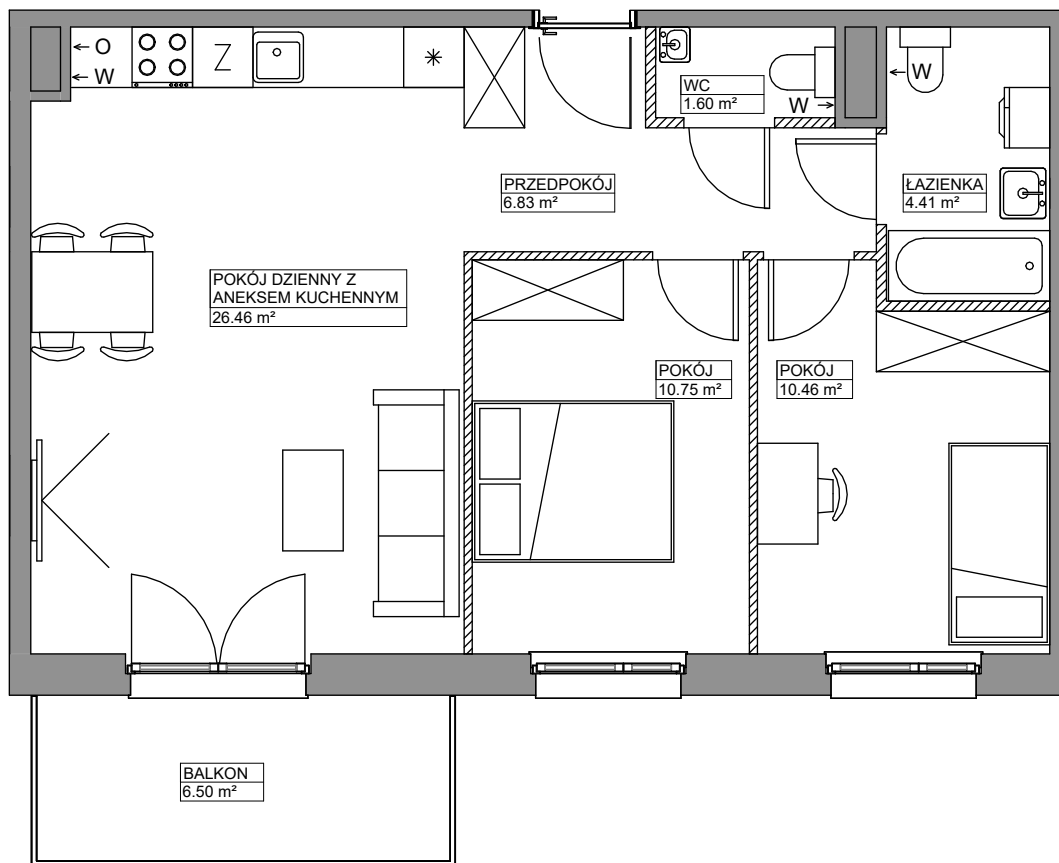 O
W
Z
*
WC
1.60 m²
W
W
PRZEDPOKÓJ
6.83 m²
ŁAZIENKA
4.41 m²
POKÓJ DZIENNY Z
ANEKSEM KUCHENNYM
26.46 m²
POKÓJ
10.75 m²
POKÓJ
10.46 m²
BALKON
6.50 m²